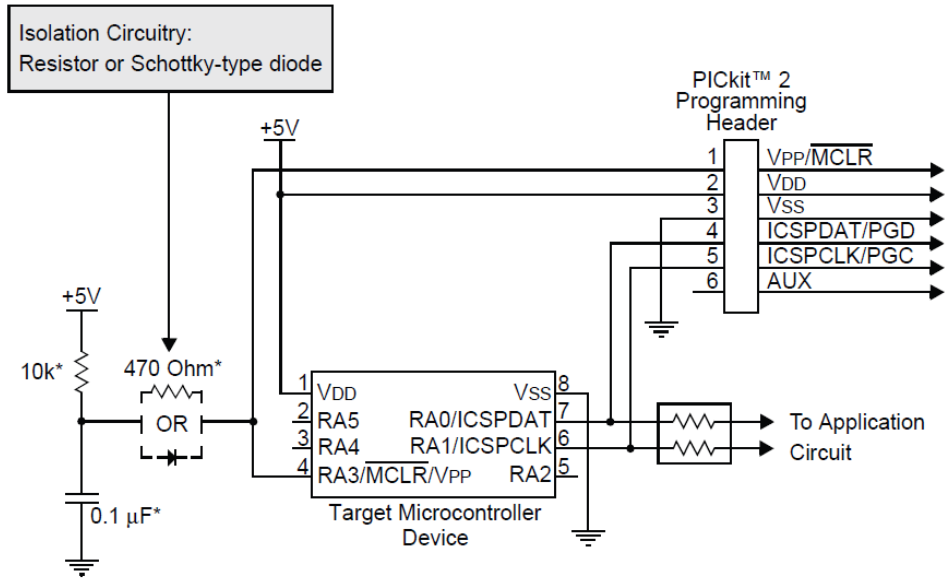 Isolation Circuitry:
Resistor or Schottky-type diode
PICkit™ 2
Programming
Header
+5V
1 VPP/MCLR
2 VDD
3 VSS
4 ICSPDAT/PGD
5 ICSPCLK/PGC
6 AUX
+5V
10k*
470 Ohm*
OR
0.1 µF*
1 VDD VSS 8
2 RA5 RA0/ICSPDAT 7
3 RA4 RA1/ICSPCLK 6
4 RA3/MCLR/VPP RA2 5
To Application
Circuit
Target Microcontroller
Device